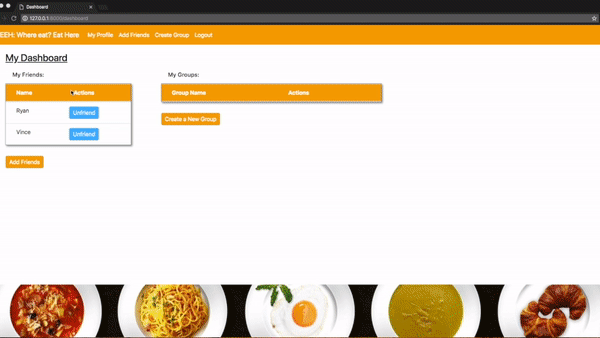 Dashboard
127.0.0.1:8000/dashboard
EEH: Where eat? Eat Here My Profile Add Friends Create Group Logout
My Dashboard
My Friends: My Groups:
Name Actions Group Name Actions
Ryan Unfriend
Create a New Group
Vince Unfriend
Add Friends